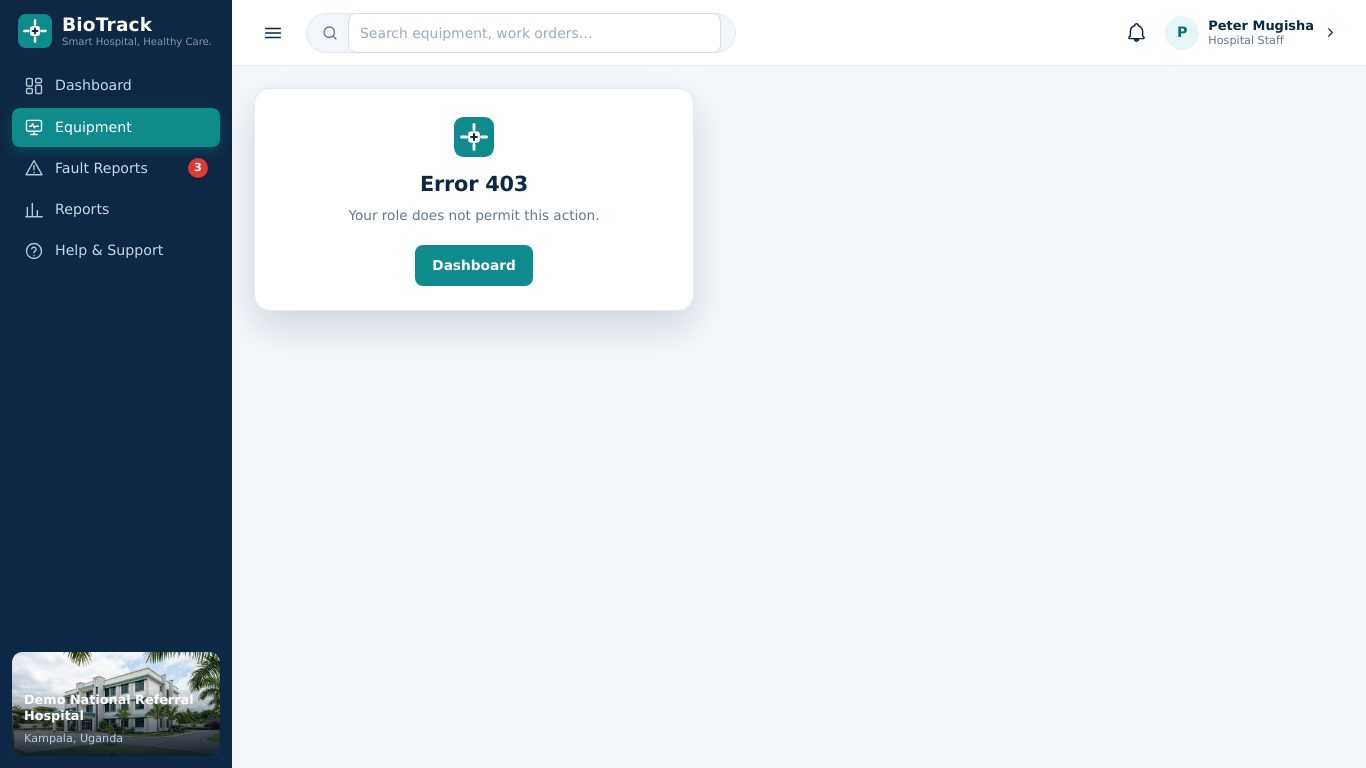 BioTrack
Smart Hospital, Healthy Care.
Dashboard
Equipment
Fault Reports
3
Reports
Help & Support
Demo National Referral
Hospital
Kampala, Uganda
Search equipment, work orders...
P
Peter Mugisha
Hospital Staff
Error 403
Your role does not permit this action.
Dashboard